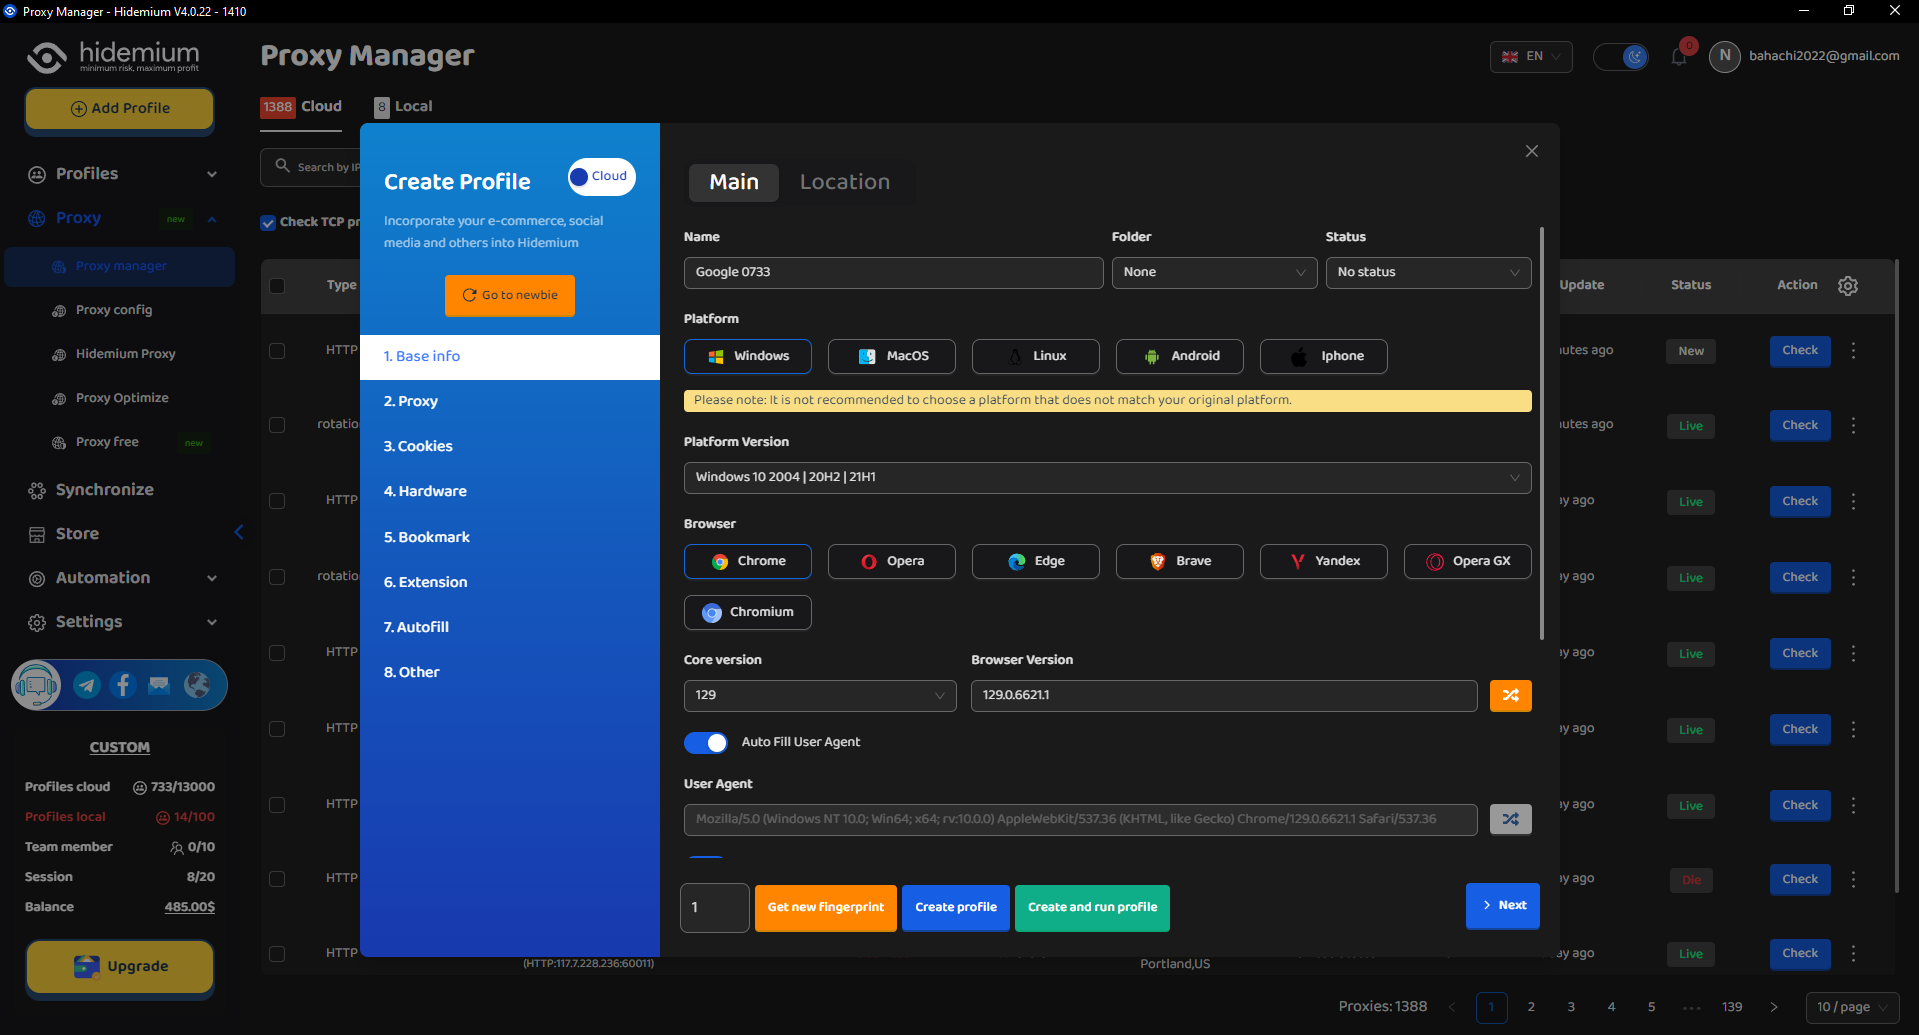 Proxy Manager - Hidemium V4.0.22 - 1410
hidemium
minimum risk, maximum profit
Add Profile
Profiles
Proxy new
Proxy manager
Proxy config
Hidemium Proxy
Proxy Optimize
Proxy free new
Synchronize
Store
Automation
Settings
CUSTOM
Profiles cloud 733/13000
Profiles local 14/100
Team member 0/10
Session 8/20
Balance 485.00$
Upgrade
Proxy Manager
EN
0
N bahachi2022@gmail.com
1388 Cloud 8 Local
Search by IP
Check TCP pr
Type Update Status Action
HTTP nutes ago New Check
rotatio nutes ago Live Check
HTTP ay ago Live Check
rotatio ay ago Live Check
HTTP ay ago Live Check
HTTP ay ago Live Check
HTTP ay ago Live Check
HTTP ay ago Die Check
HTTP ay ago Live Check
(HTTP:117.7.228.236:60011) Portland,US
Proxies: 1388 < 1 2 3 4 5 ••• 139 > 10 / page
Create Profile Cloud
Incorporate your e-commerce, social
media and others into Hidemium
Go to newbie
1. Base info
2. Proxy
3. Cookies
4. Hardware
5. Bookmark
6. Extension
7. Autofill
8. Other
Main Location
Name Folder Status
Google 0733 None No status
Platform
Windows MacOS Linux Android Iphone
Please note: It is not recommended to choose a platform that does not match your original platform.
Platform Version
Windows 10 2004 | 20H2 | 21H1
Browser
Chrome Opera Edge Brave Yandex Opera GX
Chromium
Core version Browser Version
129 129.0.6621.1
Auto Fill User Agent
User Agent
Mozilla/5.0 (Windows NT 10.0; Win64; x64; rv:10.0.0) AppleWebKit/537.36 (KHTML, like Gecko) Chrome/129.0.6621.1 Safari/537.36
1 Get new fingerprint Create profile Create and run profile > Next